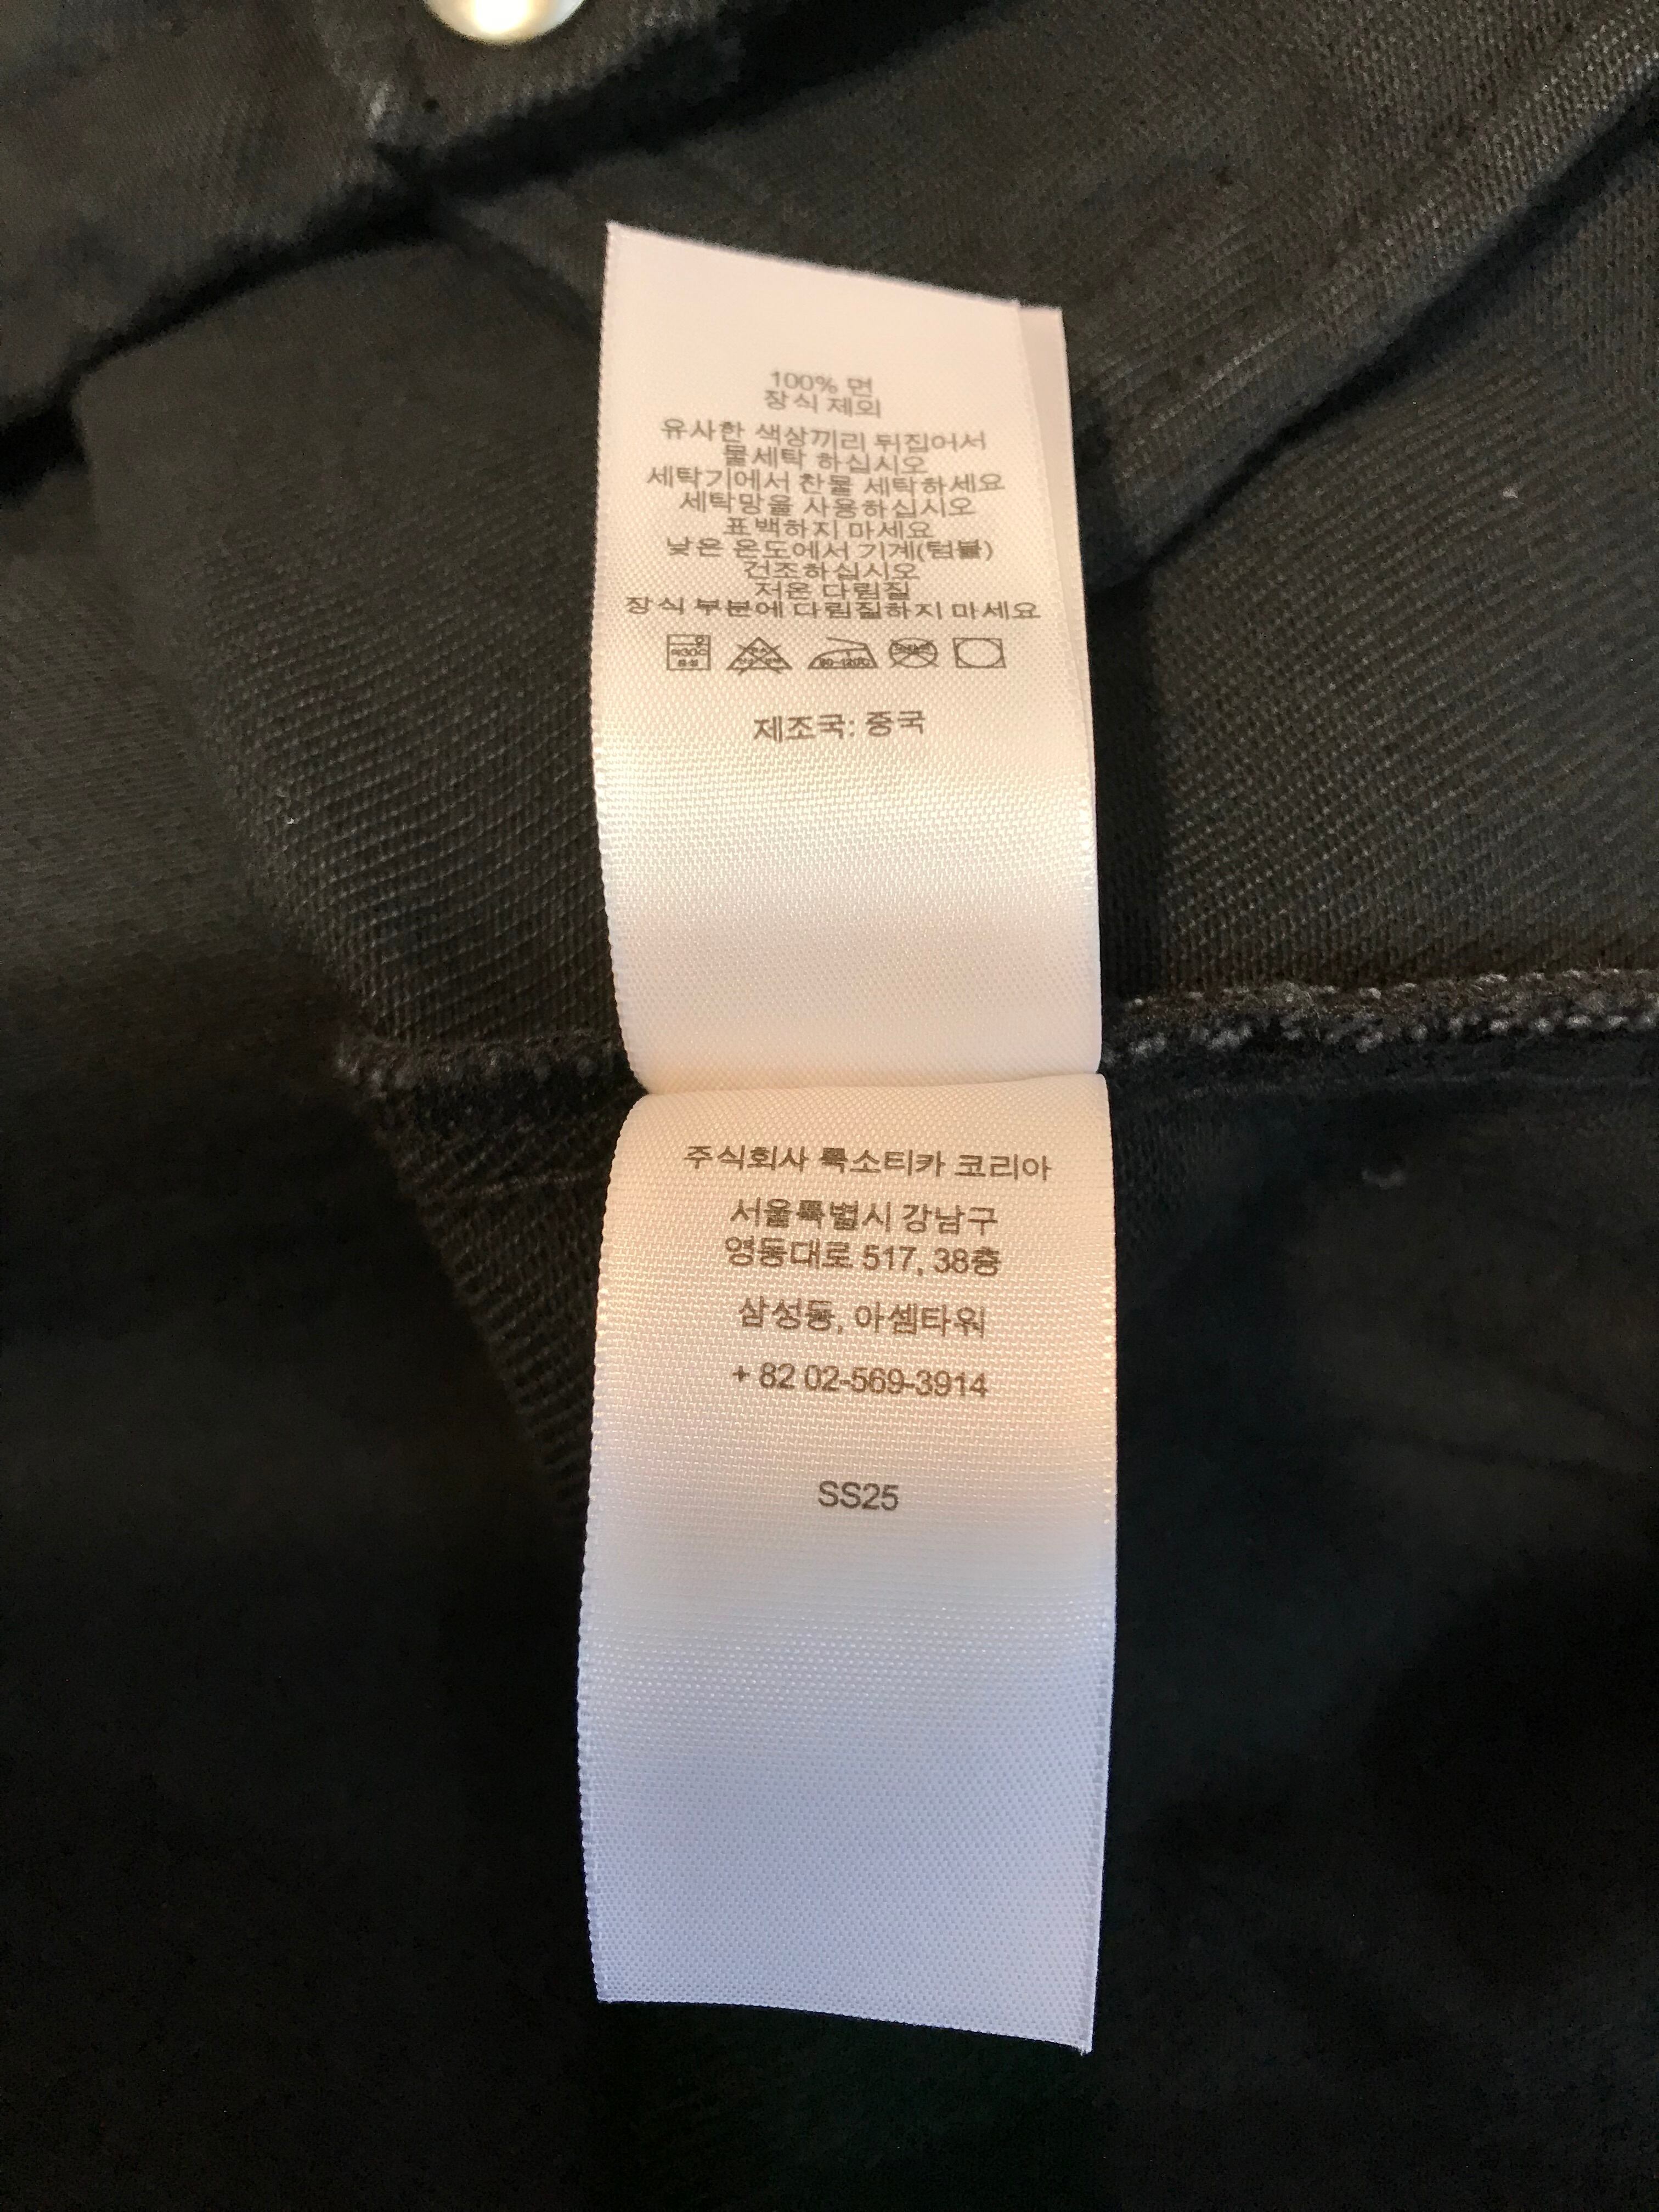 100% 면
장식 제외
유사한 색상끼리 뒤집어서
물세탁 하십시오
세탁기에서 찬물 세탁하세요
세탁망을 사용하십시오
표백하지 마세요
낮은 온도에서 기계(텀블)
건조하십시오
저온 다림질
장식 부분에 다림질하지 마세요
제조국: 중국
주식회사 룩소티카 코리아
서울특별시 강남구
영동대로 517, 38층
삼성동, 아셈타워
+ 82 02-569-3914
SS25